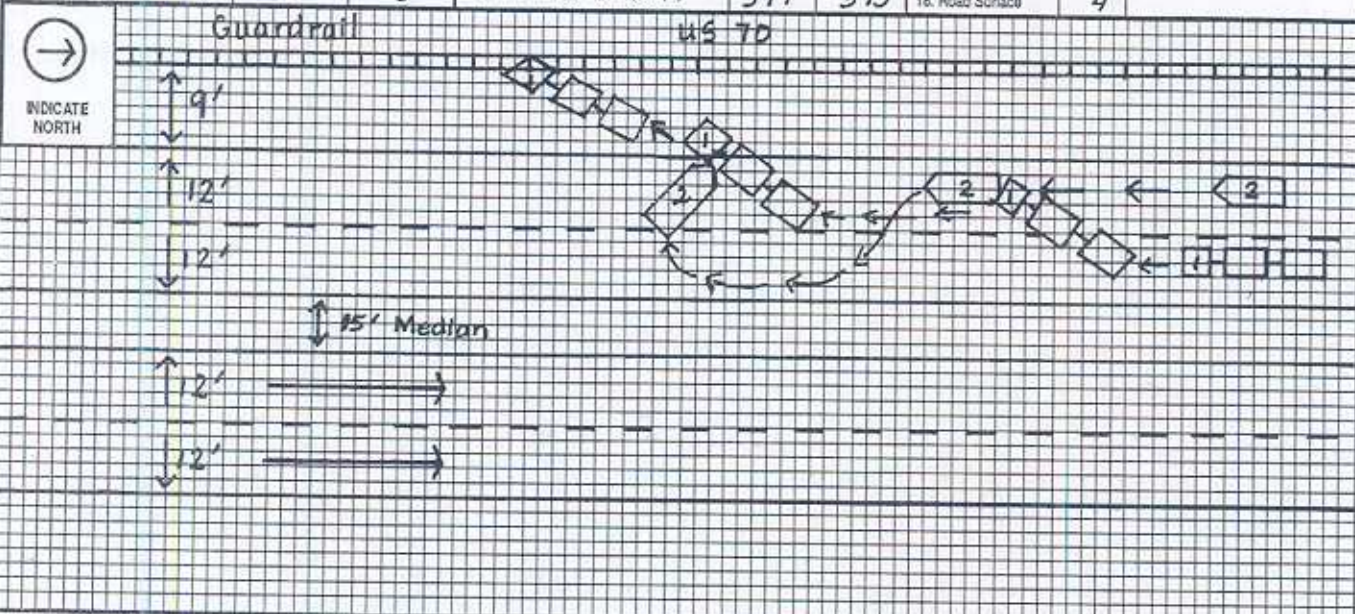 16. Road Surface 4
Guardrail US 70
INDICATE
NORTH
9'
12'
12'
15' Median
12'
12'
1
1
2
2
1
2
1